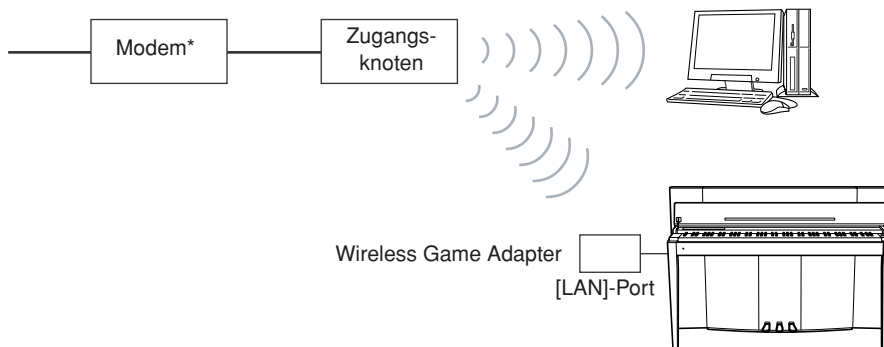 Modem*
Zugangs-
knoten
Wireless Game Adapter
[LAN]-Port